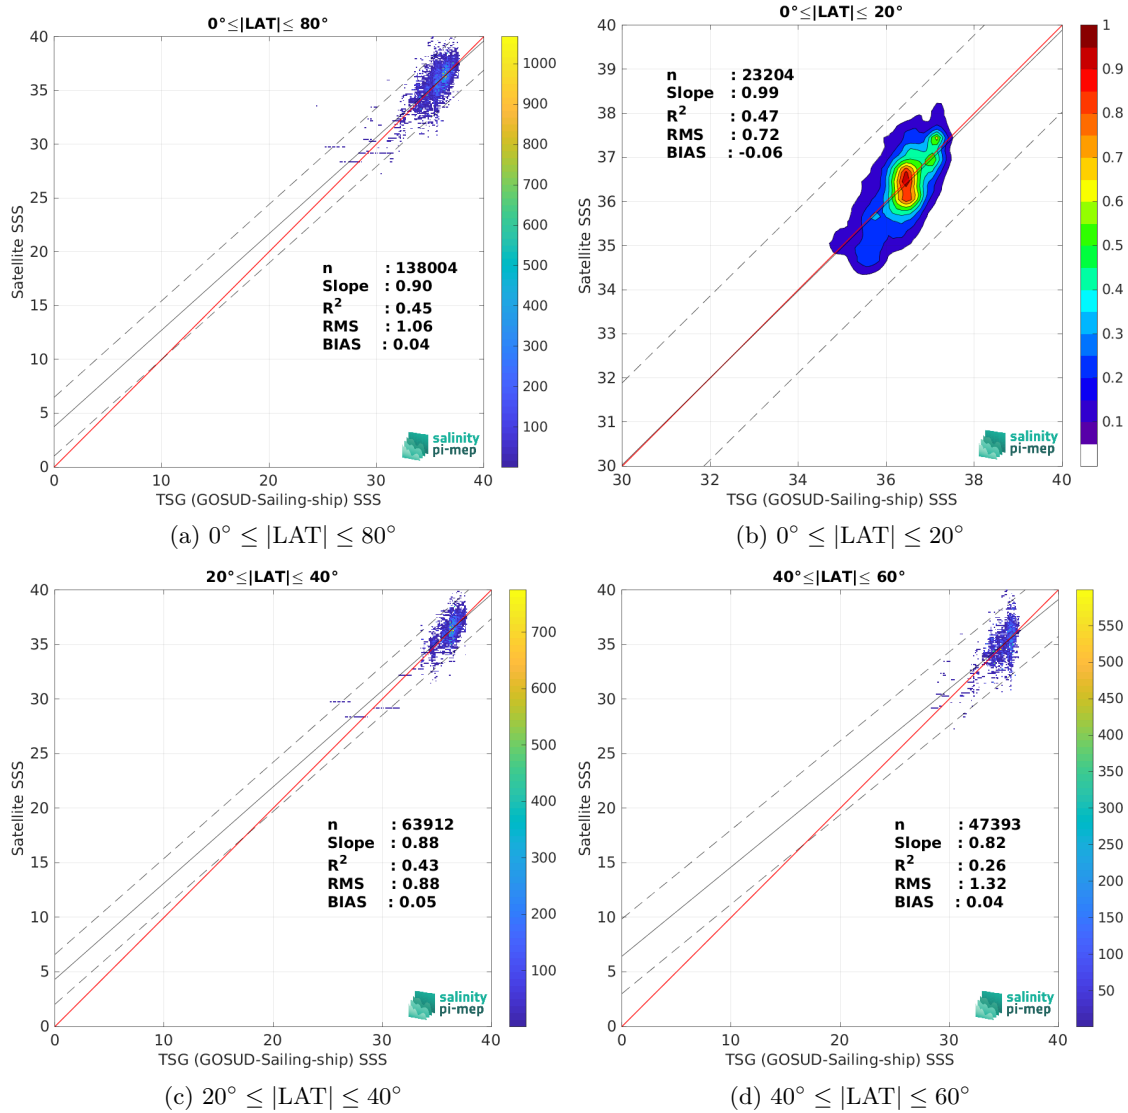 0°≤|LAT|≤ 80°
40
35
30
25
20
15
10
5
0
Satellite SSS
n : 138004
Slope : 0.90
R² : 0.45
RMS : 1.06
BIAS : 0.04
salinity
pi-mep
0 10 20 30 40
TSG (GOSUD-Sailing-ship) SSS
1000
900
800
700
600
500
400
300
200
100
(a) 0° ≤ |LAT| ≤ 80°
0°≤|LAT|≤ 20°
40
39
38
37
36
35
34
33
32
31
30
Satellite SSS
n : 23204
Slope : 0.99
R² : 0.47
RMS : 0.72
BIAS : -0.06
salinity
pi-mep
30 32 34 36 38 40
TSG (GOSUD-Sailing-ship) SSS
1
0.9
0.8
0.7
0.6
0.5
0.4
0.3
0.2
0.1
(b) 0° ≤ |LAT| ≤ 20°
20°≤|LAT|≤ 40°
40
35
30
25
20
15
10
5
0
Satellite SSS
n : 63912
Slope : 0.88
R² : 0.43
RMS : 0.88
BIAS : 0.05
salinity
pi-mep
0 10 20 30 40
TSG (GOSUD-Sailing-ship) SSS
700
600
500
400
300
200
100
(c) 20° ≤ |LAT| ≤ 40°
40°≤|LAT|≤ 60°
40
35
30
25
20
15
10
5
0
Satellite SSS
n : 47393
Slope : 0.82
R² : 0.26
RMS : 1.32
BIAS : 0.04
salinity
pi-mep
0 10 20 30 40
TSG (GOSUD-Sailing-ship) SSS
550
500
450
400
350
300
250
200
150
100
50
(d) 40° ≤ |LAT| ≤ 60°